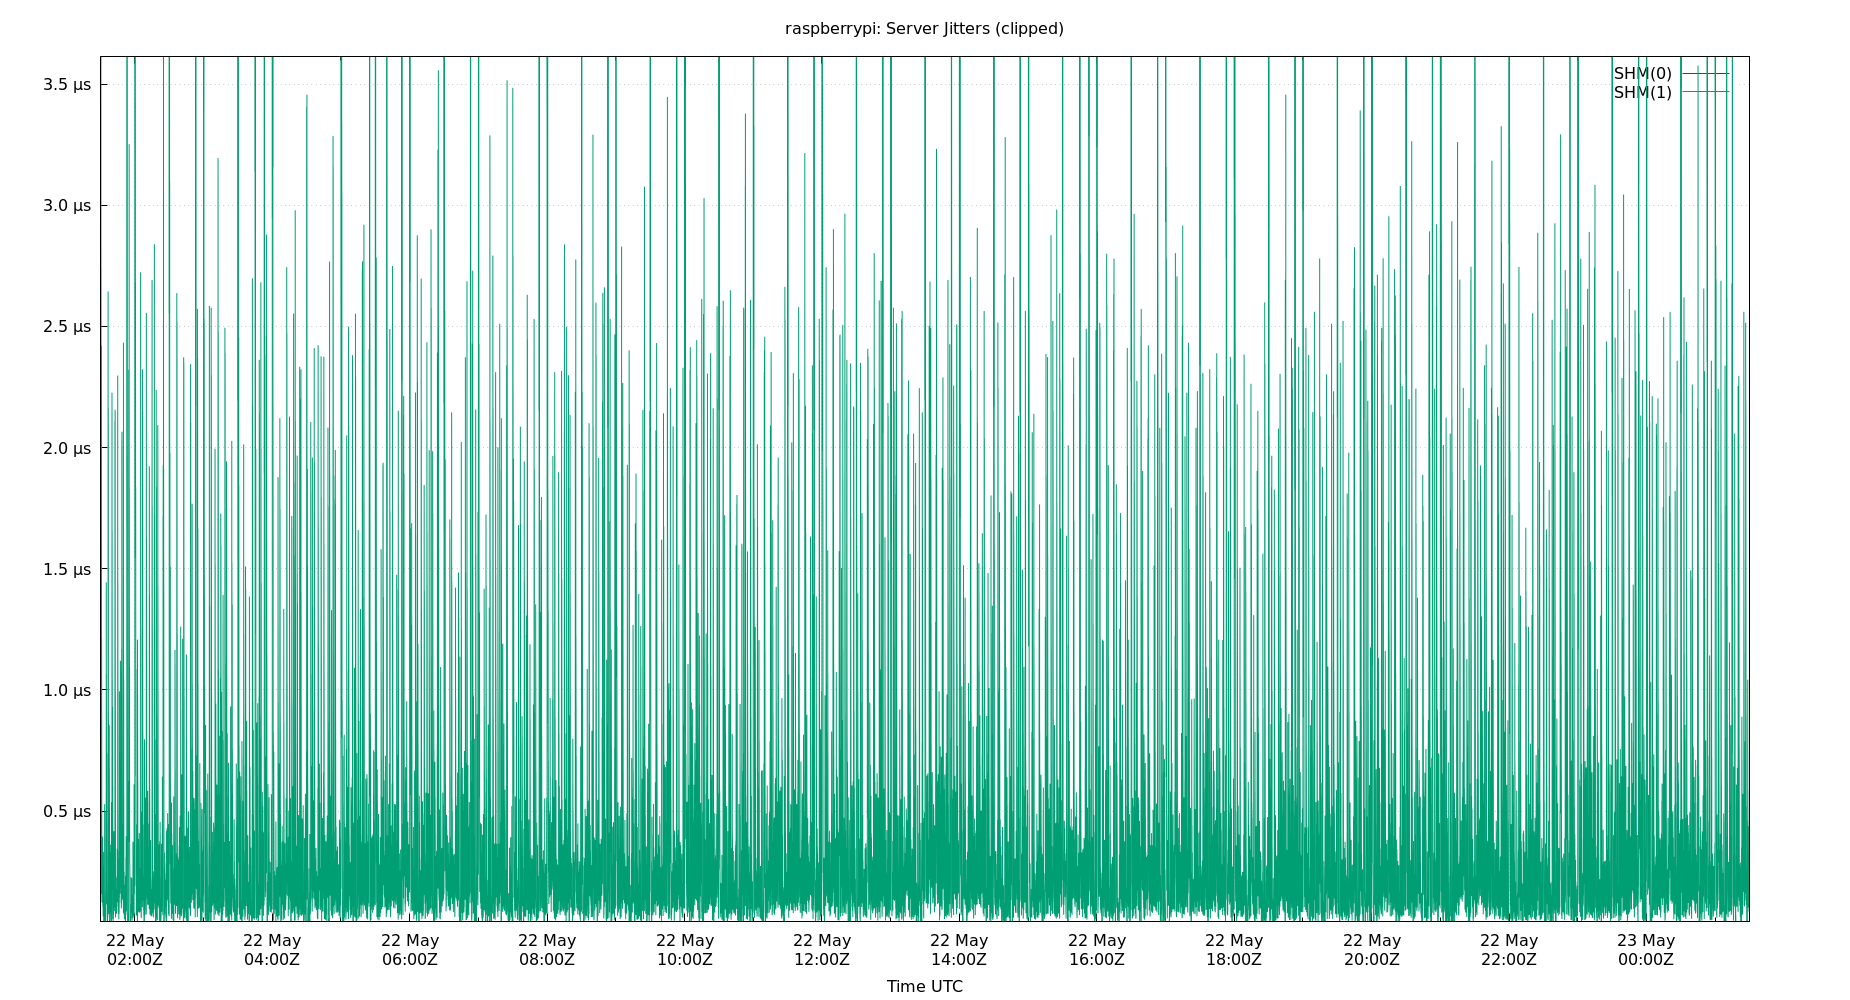 raspberrypi: Server Jitters (clipped)
SHM(0)
SHM(1)
3.5 µs
3.0 µs
2.5 µs
2.0 µs
1.5 µs
1.0 µs
0.5 µs
22 May 22 May 22 May 22 May 22 May 22 May 22 May 22 May 22 May 22 May 22 May 23 May
02:00Z 04:00Z 06:00Z 08:00Z 10:00Z 12:00Z 14:00Z 16:00Z 18:00Z 20:00Z 22:00Z 00:00Z
Time UTC